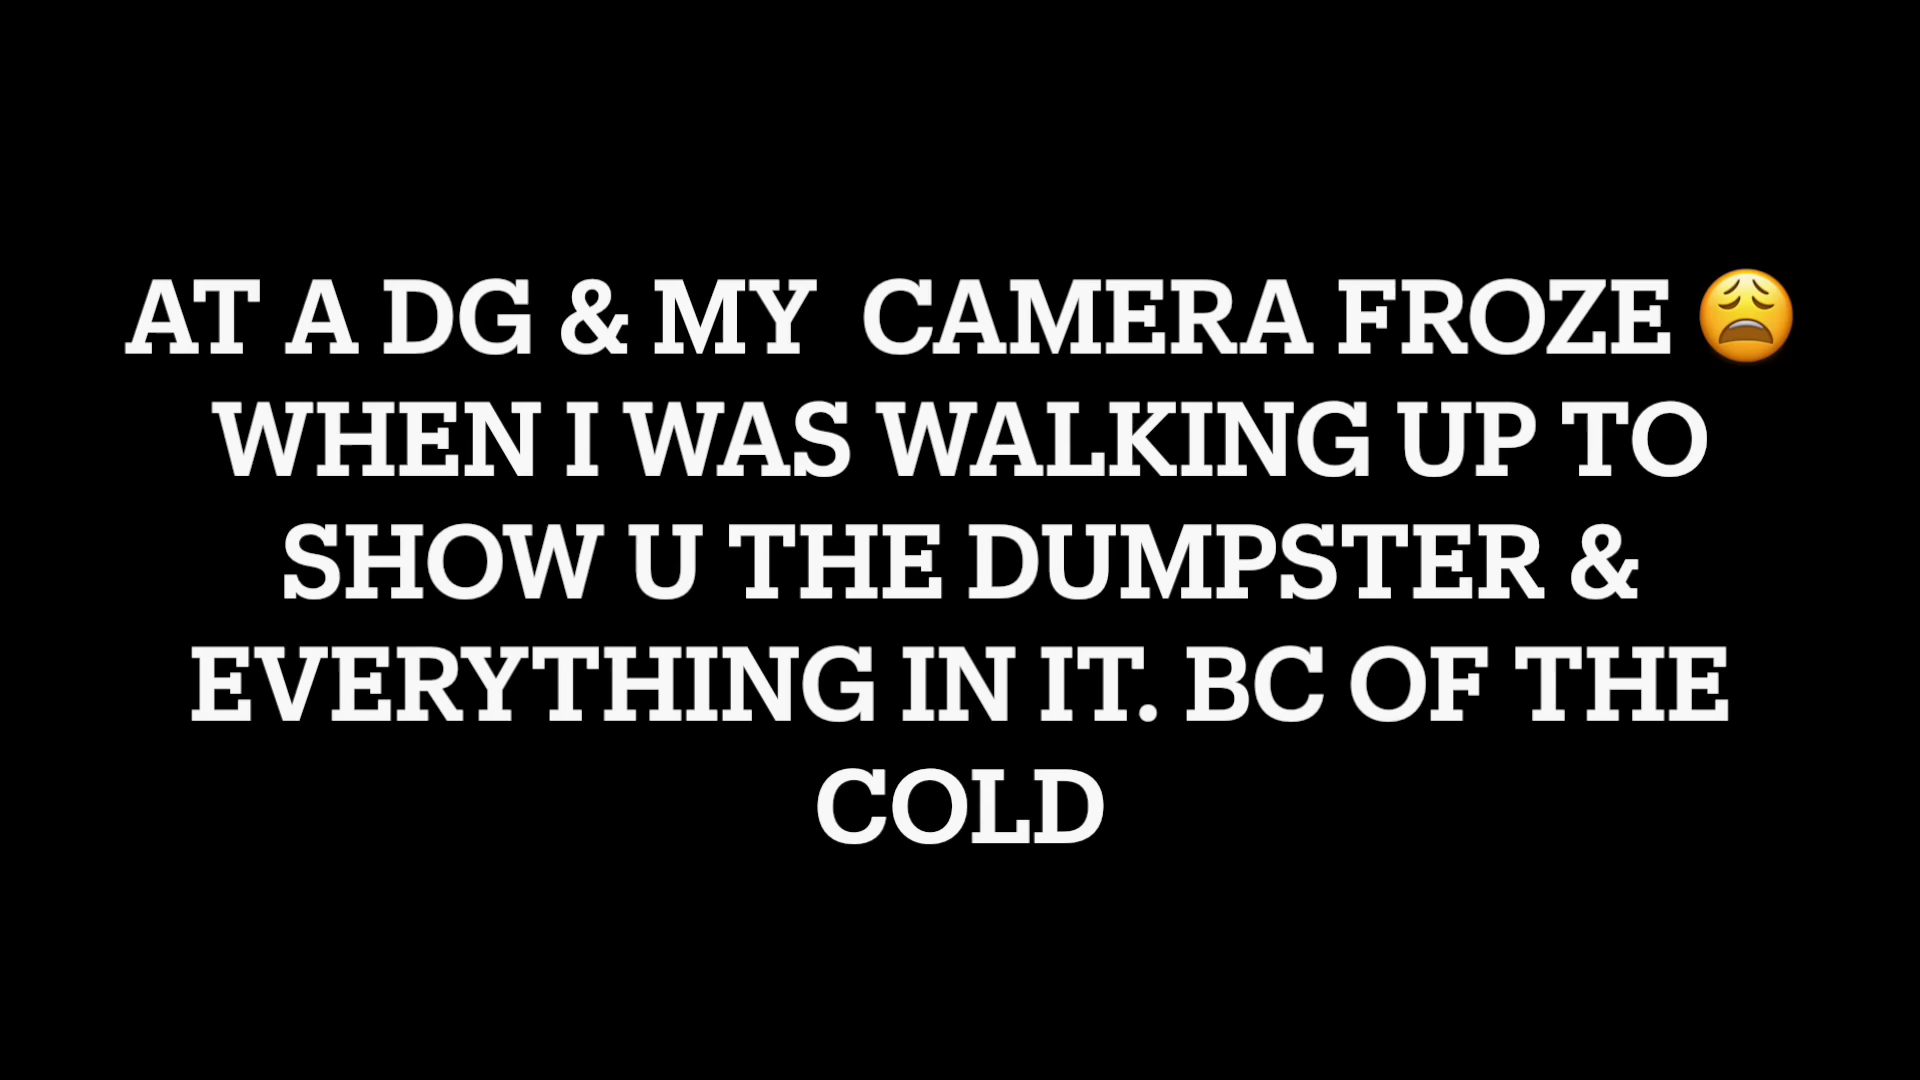 AT A DG & MY  CAMERA FROZE 😩
WHEN I WAS WALKING UP TO
SHOW U THE DUMPSTER &
EVERYTHING IN IT. BC OF THE
COLD